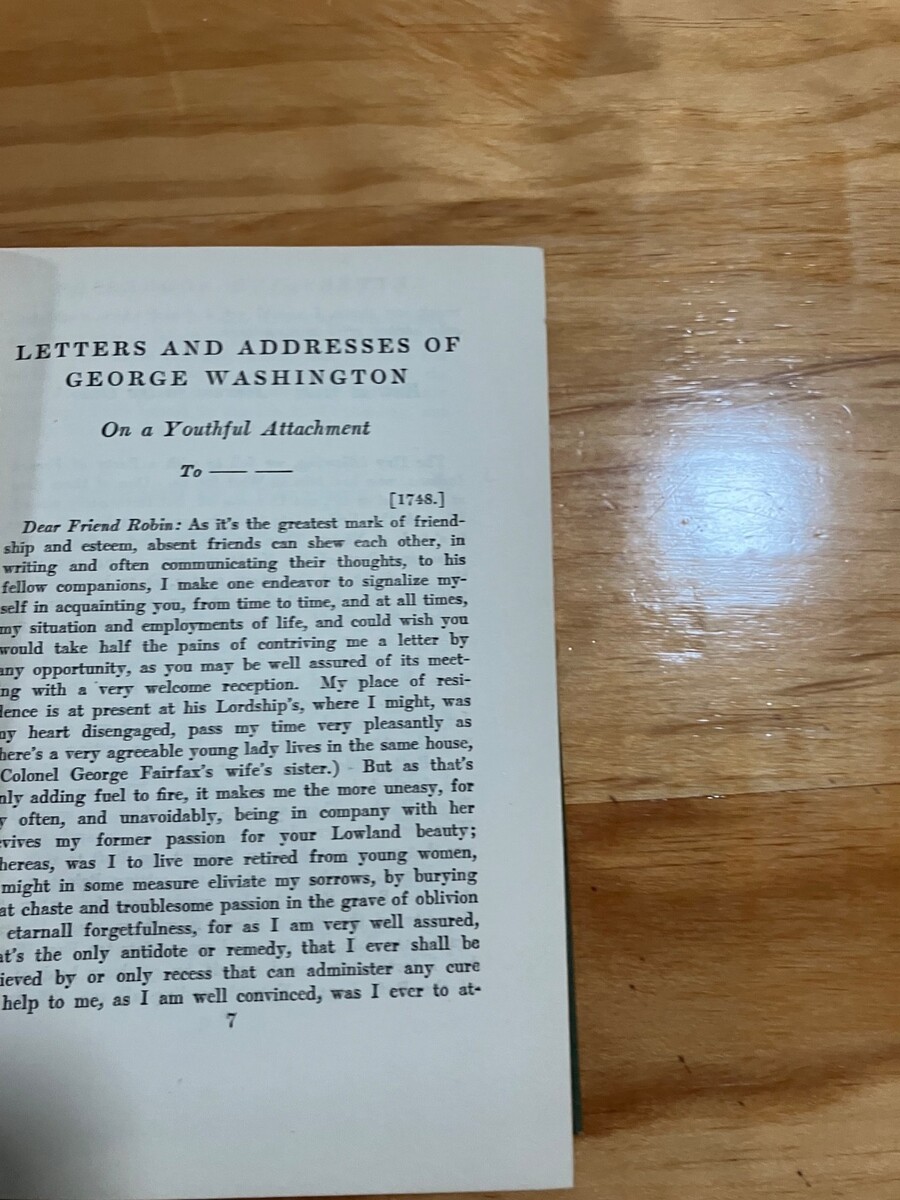 LETTERS AND ADDRESSES OF
GEORGE WASHINGTON
On a Youthful Attachment
To —— ——
[1748.]
Dear Friend Robin: As it's the greatest mark of friend-
ship and esteem, absent friends can shew each other, in
writing and often communicating their thoughts, to his
fellow companions, I make one endeavor to signalize my-
self in acquainting you, from time to time, and at all times,
my situation and employments of life, and could wish you
would take half the pains of contriving me a letter by
any opportunity, as you may be well assured of its meet-
ng with a very welcome reception. My place of resi-
dence is at present at his Lordship's, where I might, was
my heart disengaged, pass my time very pleasantly as
here's a very agreeable young lady lives in the same house,
Colonel George Fairfax's wife's sister.) But as that's
nly adding fuel to fire, it makes me the more uneasy, for
y often, and unavoidably, being in company with her
evives my former passion for your Lowland beauty;
hereas, was I to live more retired from young women,
might in some measure eliviate my sorrows, by burying
at chaste and troublesome passion in the grave of oblivion
etarnall forgetfulness, for as I am very well assured,
at's the only antidote or remedy, that I ever shall be
ieved by or only recess that can administer any cure
help to me, as I am well convinced, was I ever to at-
7